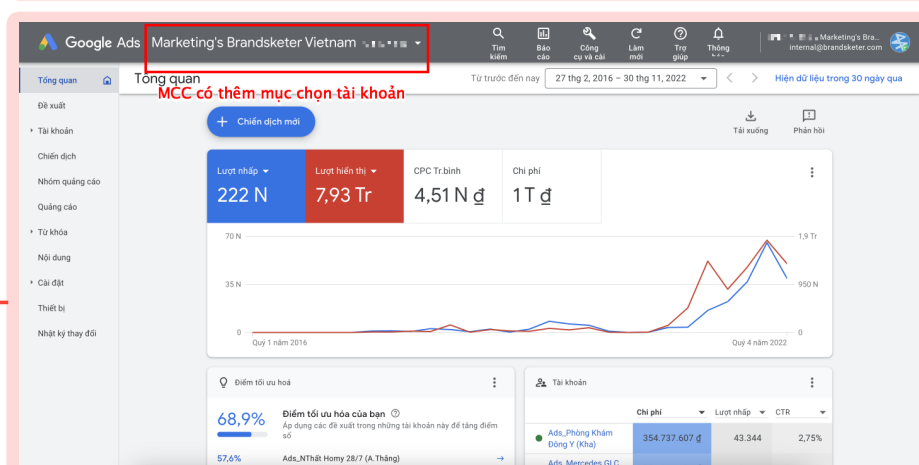 Google Ads
Marketing's Brandsketer Vietnam
Tìm kiếm
Báo cáo
Công cụ và cài
Làm mới
Trợ giúp
Thông
Marketing's Bra...
internal@brandsketer.com
Tổng quan
Tổng quan
Từ trước đến nay
27 thg 2, 2016 – 30 thg 11, 2022
Hiện dữ liệu trong 30 ngày qua
MCC có thêm mục chọn tài khoản
Đề xuất
Tài khoản
Chiến dịch
Nhóm quảng cáo
Quảng cáo
Từ khóa
Nội dung
Cài đặt
Thiết bị
Nhật ký thay đổi
+ Chiến dịch mới
Tải xuống
Phản hồi
Lượt nhấp
222 N
Lượt hiển thị
7,93 Tr
CPC Tr.bình
4,51 N ₫
Chi phí
1 T ₫
70 N
1,9 Tr
35 N
950 N
0
0
Quý 1 năm 2016
Quý 4 năm 2022
Điểm tối ưu hoá
68,9%
Điểm tối ưu hóa của bạn
Áp dụng các đề xuất trong những tài khoản này để tăng điểm
số
57,6%
Ads_NThất Homy 28/7 (A.Thắng)
Tài khoản
Chi phí
Lượt nhấp
CTR
Ads_Phòng Khám
Đông Y (Kha)
354.737.607 ₫
43.344
2,75%
Ads_Mercedes GLC